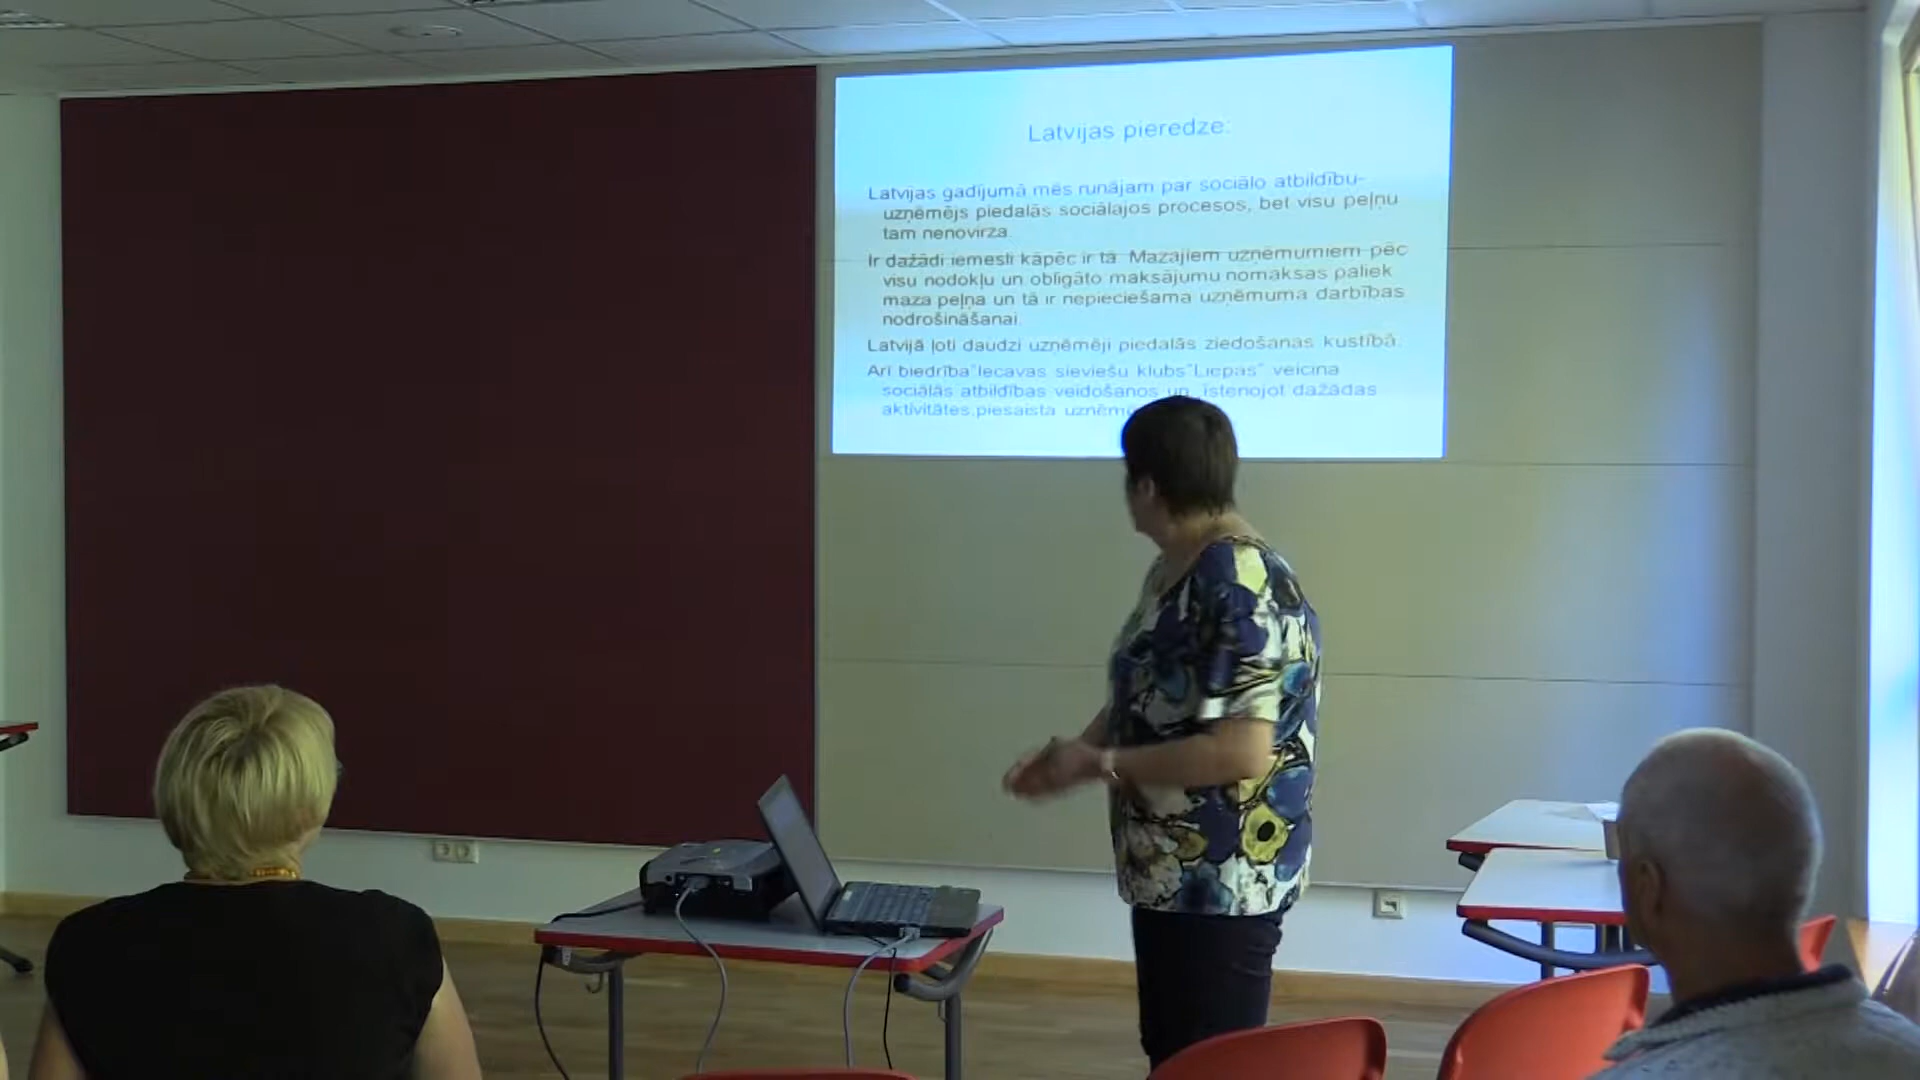 Latvijas pieredze:
Latvijas gadījumā mēs runājam par sociālo atbildību-
uzņēmējs piedalās sociālajos procesos, bet visu peļņu
tam nenovirza.
Ir dažādi iemesli kāpēc ir tā. Mazajiem uzņēmumiem pēc
visu nodokļu un obligāto maksājumu nomaksas paliek
maza peļņa un tā ir nepieciešama uzņēmuma darbības
nodrošināšanai.
Latvijā ļoti daudzi uzņēmēji piedalās ziedošanas kustībā.
Arī biedrība"Iecavas sieviešu klubs"Liepas" veicina
sociālās atbildības veidošanos un ,īstenojot dažādas
aktivitātes,piesaista